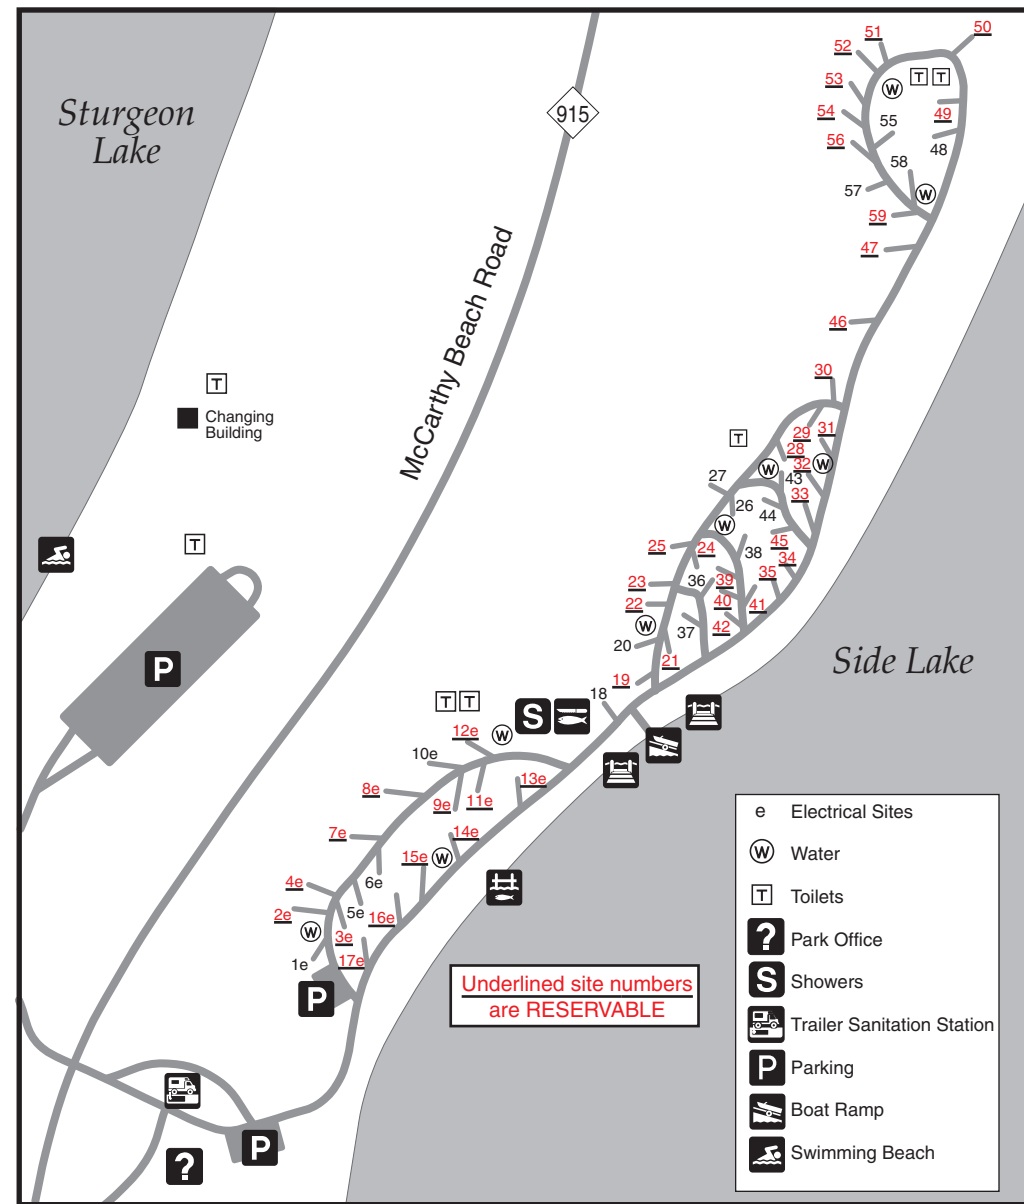 Sturgeon
Lake
915
McCarthy Beach Road
T
Changing
Building
T
P
51
50
52
53
W
T T
54
49
55
56
48
58
57
W
59
47
46
30
T
29
31
28
W
32
W
43
27
33
26
44
W
45
38
25
24
34
35
23
36
39
22
40
41
W
37
42
20
21
19
18
Side Lake
T T
S
12e
W
10e
13e
8e
9e
11e
7e
14e
15e
W
6e
4e
5e
2e
16e
W
3e
17e
1e
P
P
?
Underlined site numbers
are RESERVABLE
e Electrical Sites
W Water
T Toilets
? Park Office
S Showers
Trailer Sanitation Station
P Parking
Boat Ramp
Swimming Beach